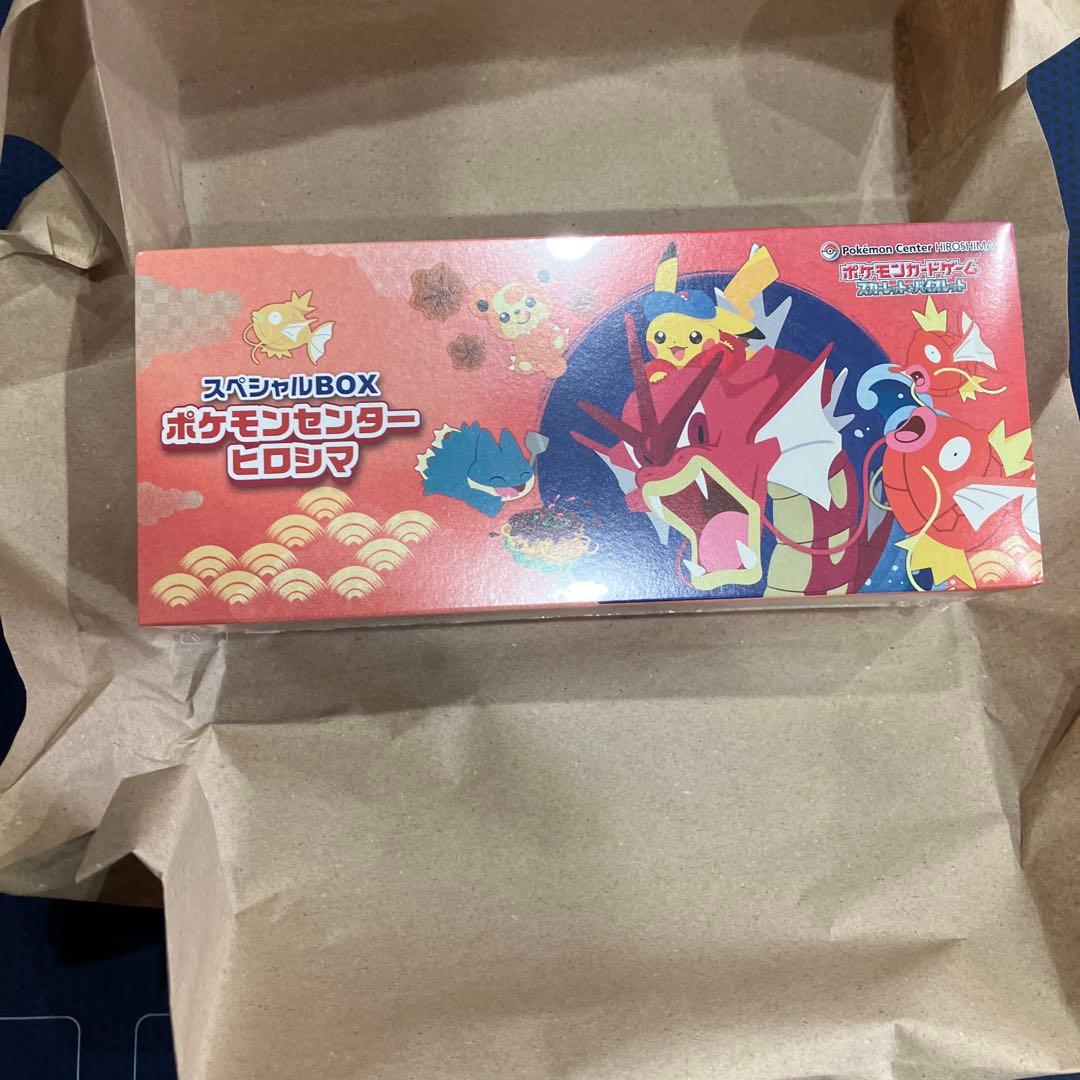 Pokémon Center HIROSHIMA
ポケモンカードゲーム
スカーレット&バイオレット
スペシャルBOX
ポケモンセンター
ヒロシマ